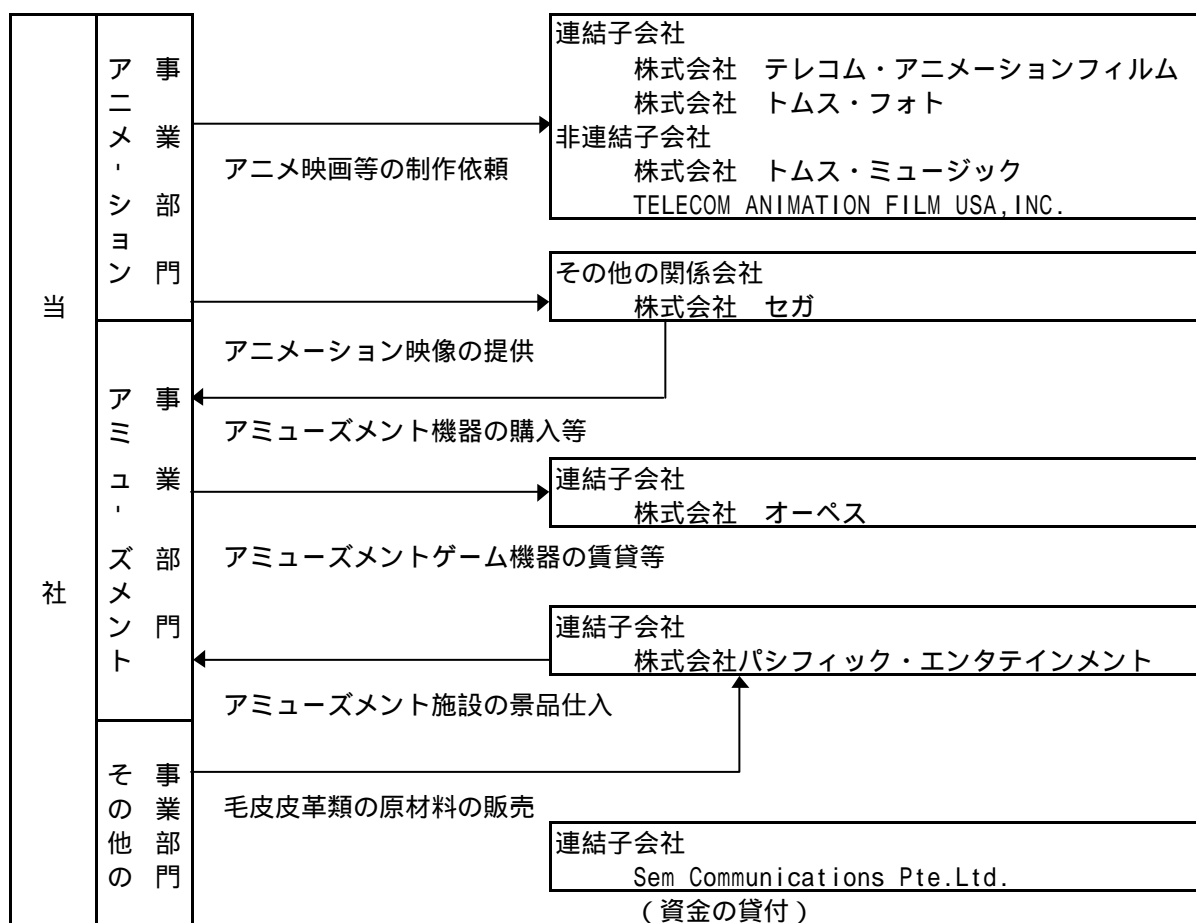 当社
アニメーション
事業部門
連結子会社
株式会社 テレコム・アニメーションフィルム
株式会社 トムス・フォト
非連結子会社
株式会社 トムス・ミュージック
TELECOM ANIMATION FILM USA,INC.
アニメ映画等の制作依頼
その他の関係会社
株式会社 セガ
アニメーション映像の提供
アミューズメント
事業部門
アミューズメント機器の購入等
連結子会社
株式会社 オーペス
アミューズメントゲーム機器の賃貸等
連結子会社
株式会社パシフィック・エンタテインメント
アミューズメント施設の景品仕入
その他の
事業部門
毛皮皮革類の原材料の販売
連結子会社
Sem Communications Pte.Ltd.
(資金の貸付)